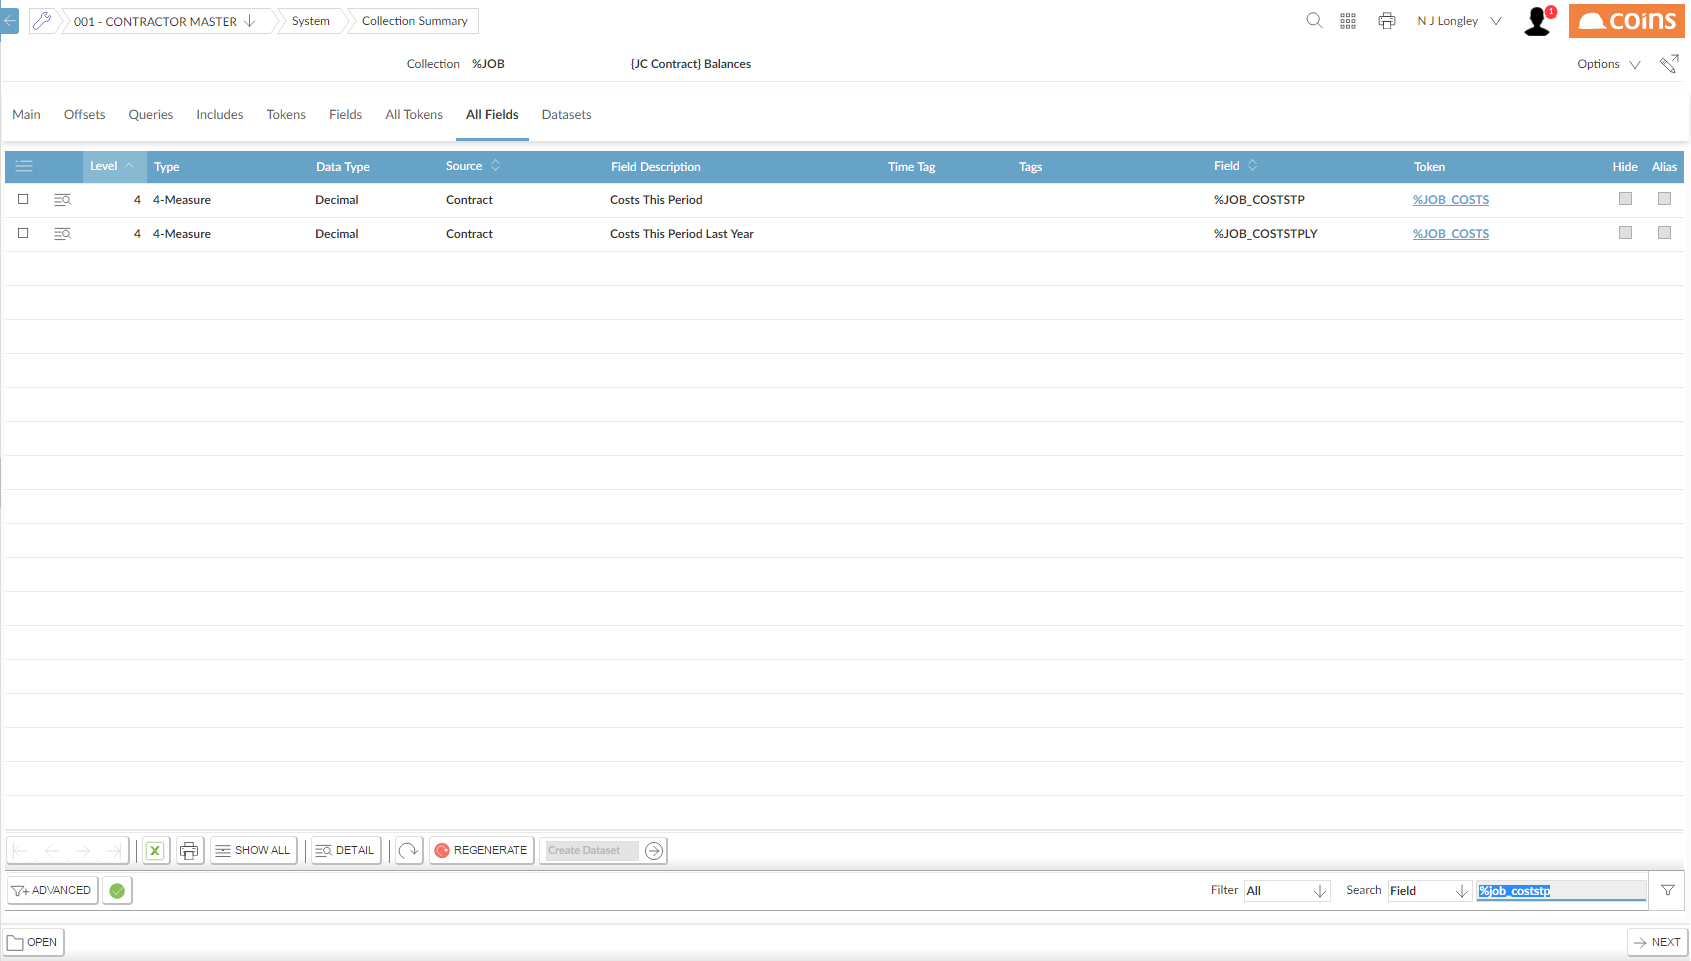 001 - CONTRACTOR MASTER System Collection Summary N J Longley 1 coins
Collection %JOB {JC Contract} Balances Options
Main Offsets Queries Includes Tokens Fields All Tokens All Fields Datasets
Level Type Data Type Source Field Description Time Tag Tags Field Token Hide Alias
4 4-Measure Decimal Contract Costs This Period %JOB_COSTSTP %JOB_COSTS
4 4-Measure Decimal Contract Costs This Period Last Year %JOB_COSTSTPLY %JOB_COSTS
SHOW ALL DETAIL REGENERATE Create Dataset
ADVANCED Filter All Search Field %job_coststp
OPEN NEXT